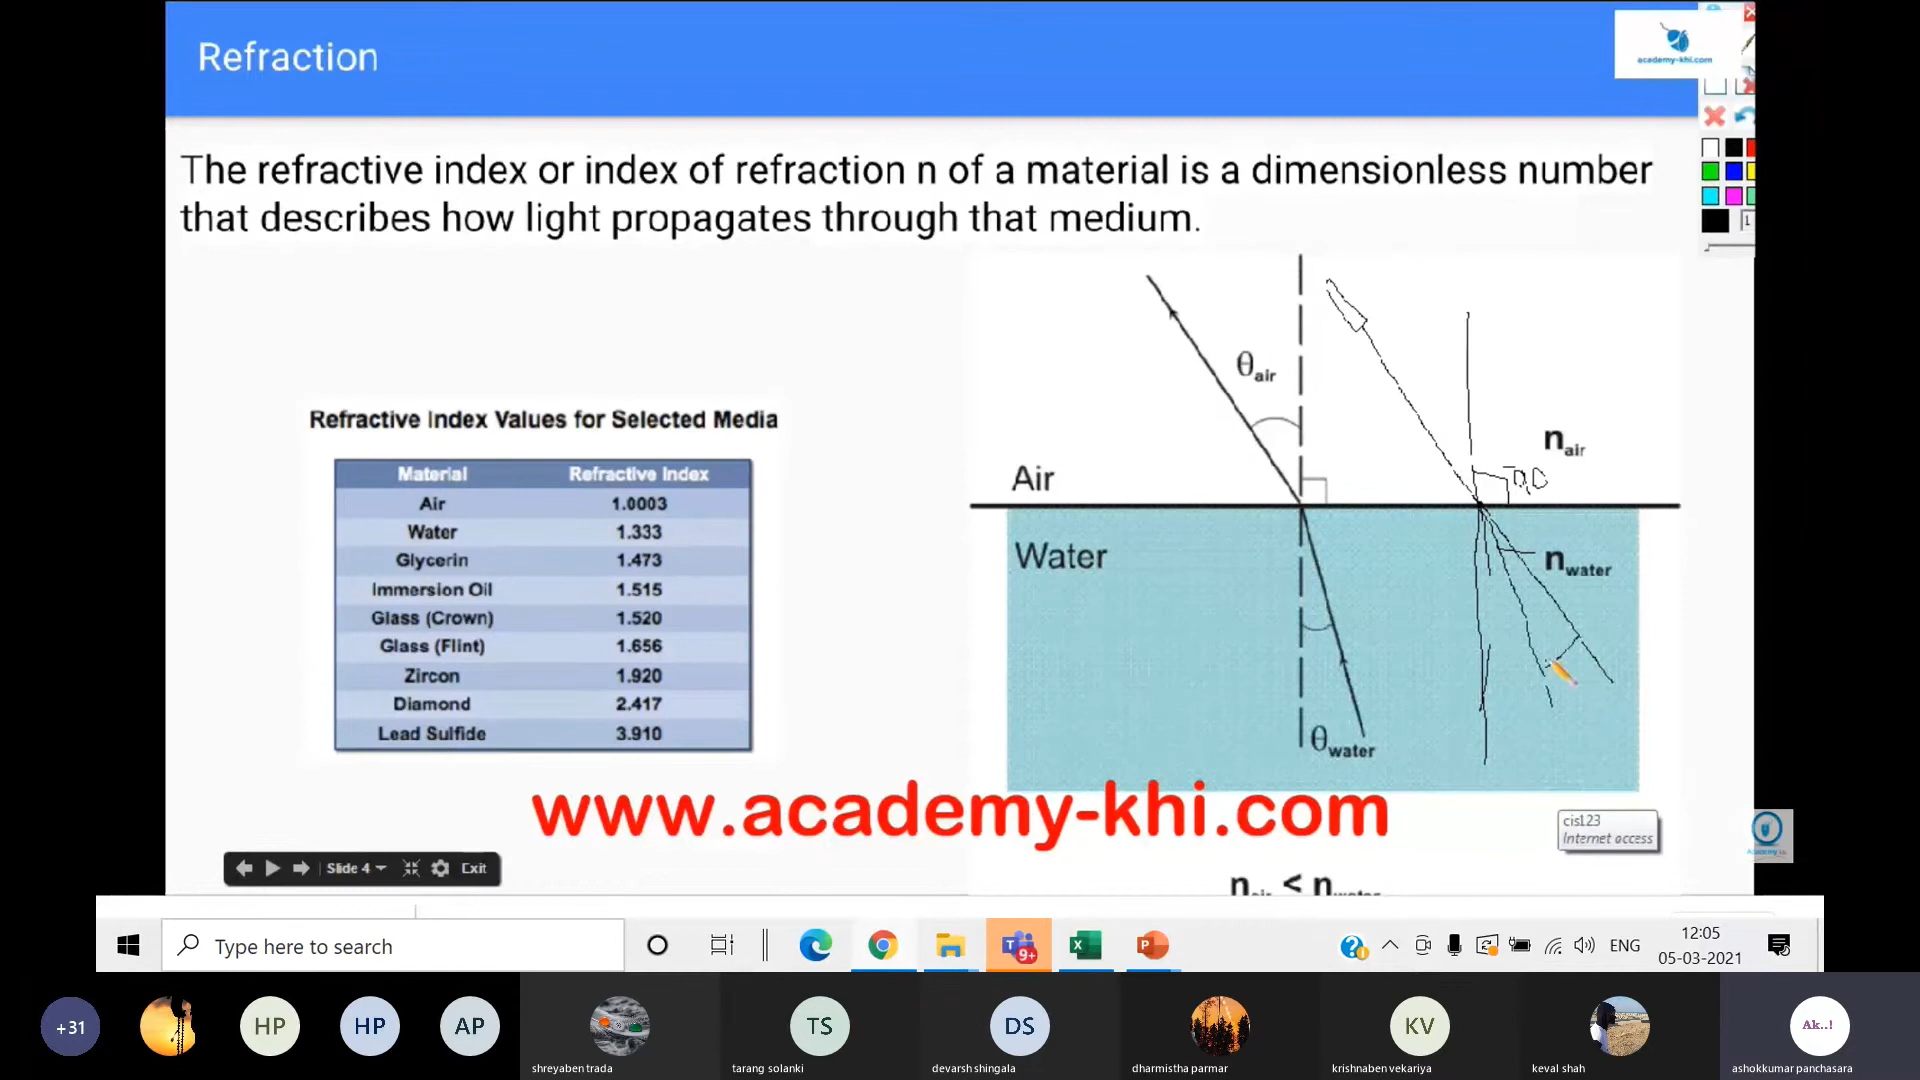 Refraction
academy-khi.com
The refractive index or index of refraction n of a material is a dimensionless number
that describes how light propagates through that medium.
Refractive Index Values for Selected Media
Material Refractive Index
Air 1.0003
Water 1.333
Glycerin 1.473
Immersion Oil 1.515
Glass (Crown) 1.520
Glass (Flint) 1.656
Zircon 1.920
Diamond 2.417
Lead Sulfide 3.910
θair
nair
Air
Water
nwater
θwater
www.academy-khi.com
cis123
Internet access
Slide 4 Exit
nair < nwater
Type here to search
9+
ENG
12:05
05-03-2021
+31
HP
HP
AP
TS
DS
KV
Ak..!
shreyaben trada
tarang solanki
devarsh shingala
dharmistha parmar
krishnaben vekariya
keval shah
ashokkumar panchasara